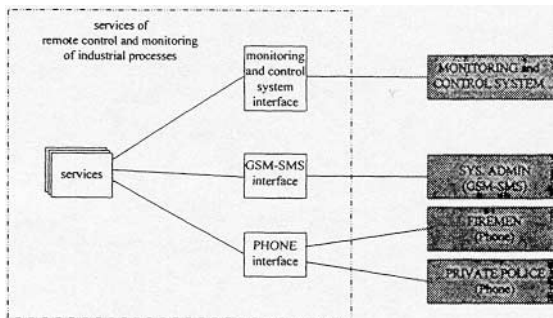 services of
remote control and monitoring
of industrial processes
monitoring
and control
system
interface
MONITORING and
CONTROL SYSTEM
services
GSM-SMS
interface
SYS. ADMIN
(GSM-SMS)
PHONE
interface
FIREMEN
(Phone)
PRIVATE POLICE
(Phone)